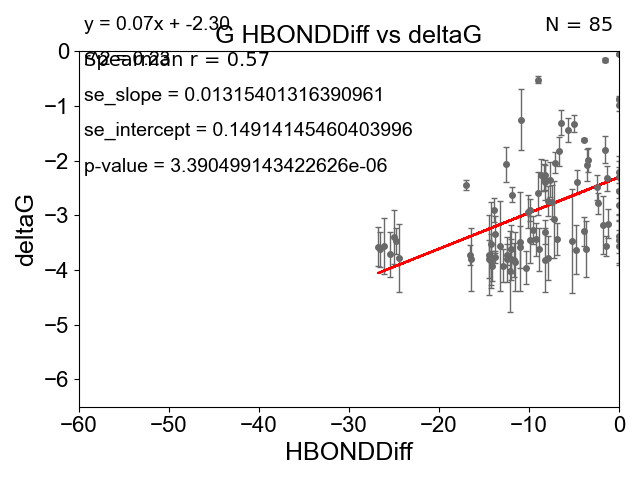 y = 0.07x + -2.30
N = 85
G HBONDDiff vs deltaG
Spearman r = 0.57
se_slope = 0.01315401316390961
se_intercept = 0.14914145460403996
p-value = 3.390499143422626e-06
deltaG
0
−1
−2
−3
−4
−5
−6
−60 −50 −40 −30 −20 −10 0
HBONDDiff